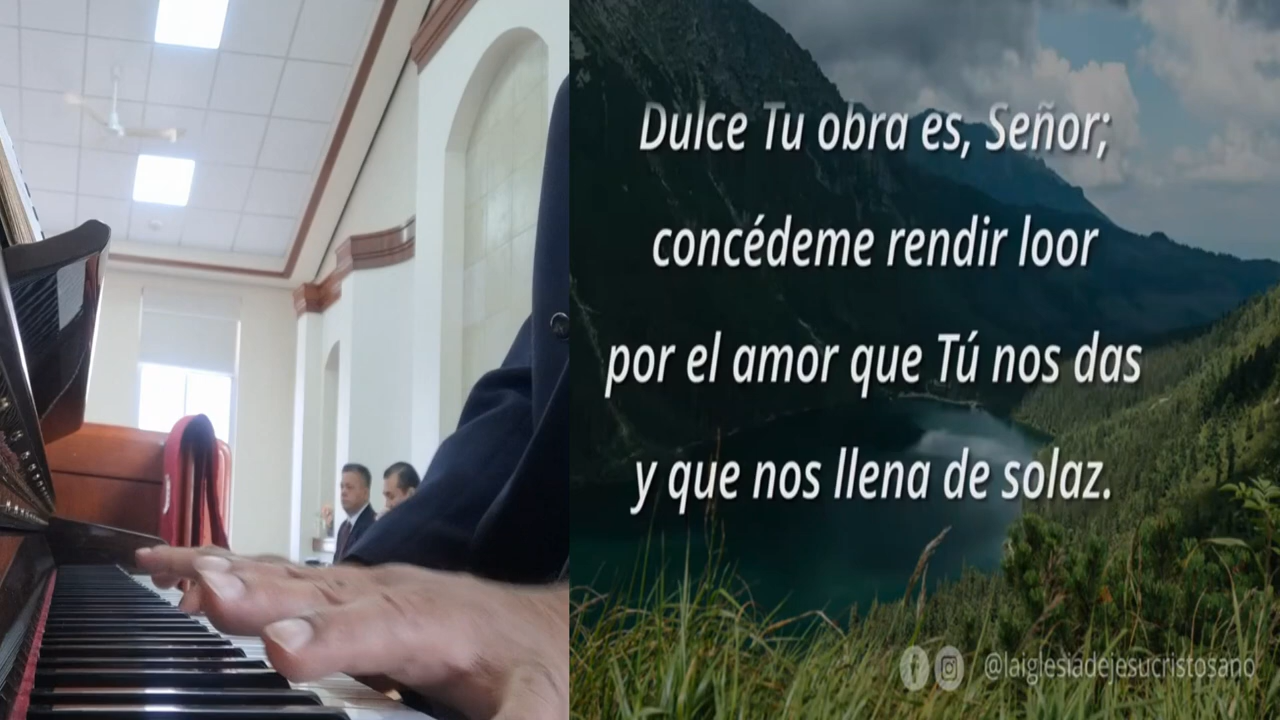 Dulce Tu obra es, Señor;
concédeme rendir loor
por el amor que Tú nos das
y que nos llena de solaz.
@laiglesiadejesucristosano